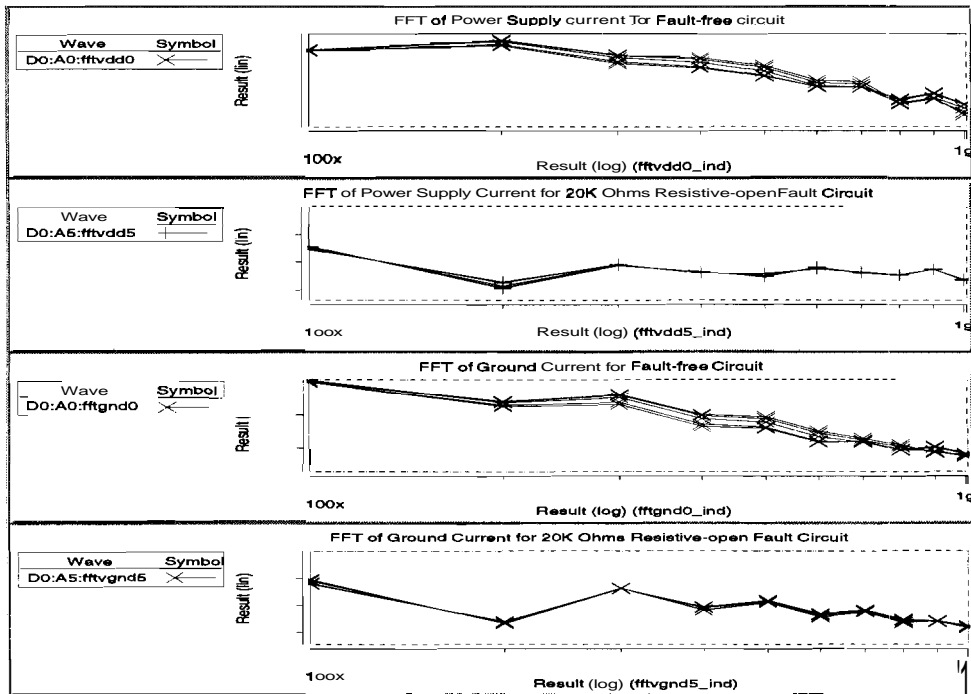 FFT of Power Supply current Tor Fault-free circuit
Wave Symbol
D0:A0:fftvdd0
Result (lin)
100x
1g
Result (log) (fftvdd0_ind)
FFT of Power Supply Current for 20K Ohms Resistive-open Fault Circuit
Wave Symbol
D0:A5:fftvdd5
Result (lin)
100x
1g
Result (log) (fftvdd5_ind)
FFT of Ground Current for Fault-free Circuit
Wave Symbol
D0:A0:fftgnd0
Result (
100x
1g
Result (log) (fftgnd0_ind)
FFT of Ground Current for 20K Ohms Resistive-open Fault Circuit
Wave Symbol
D0:A5:fftvgnd5
Result (lin)
100x
Result (log) (fftvgnd5_ind)